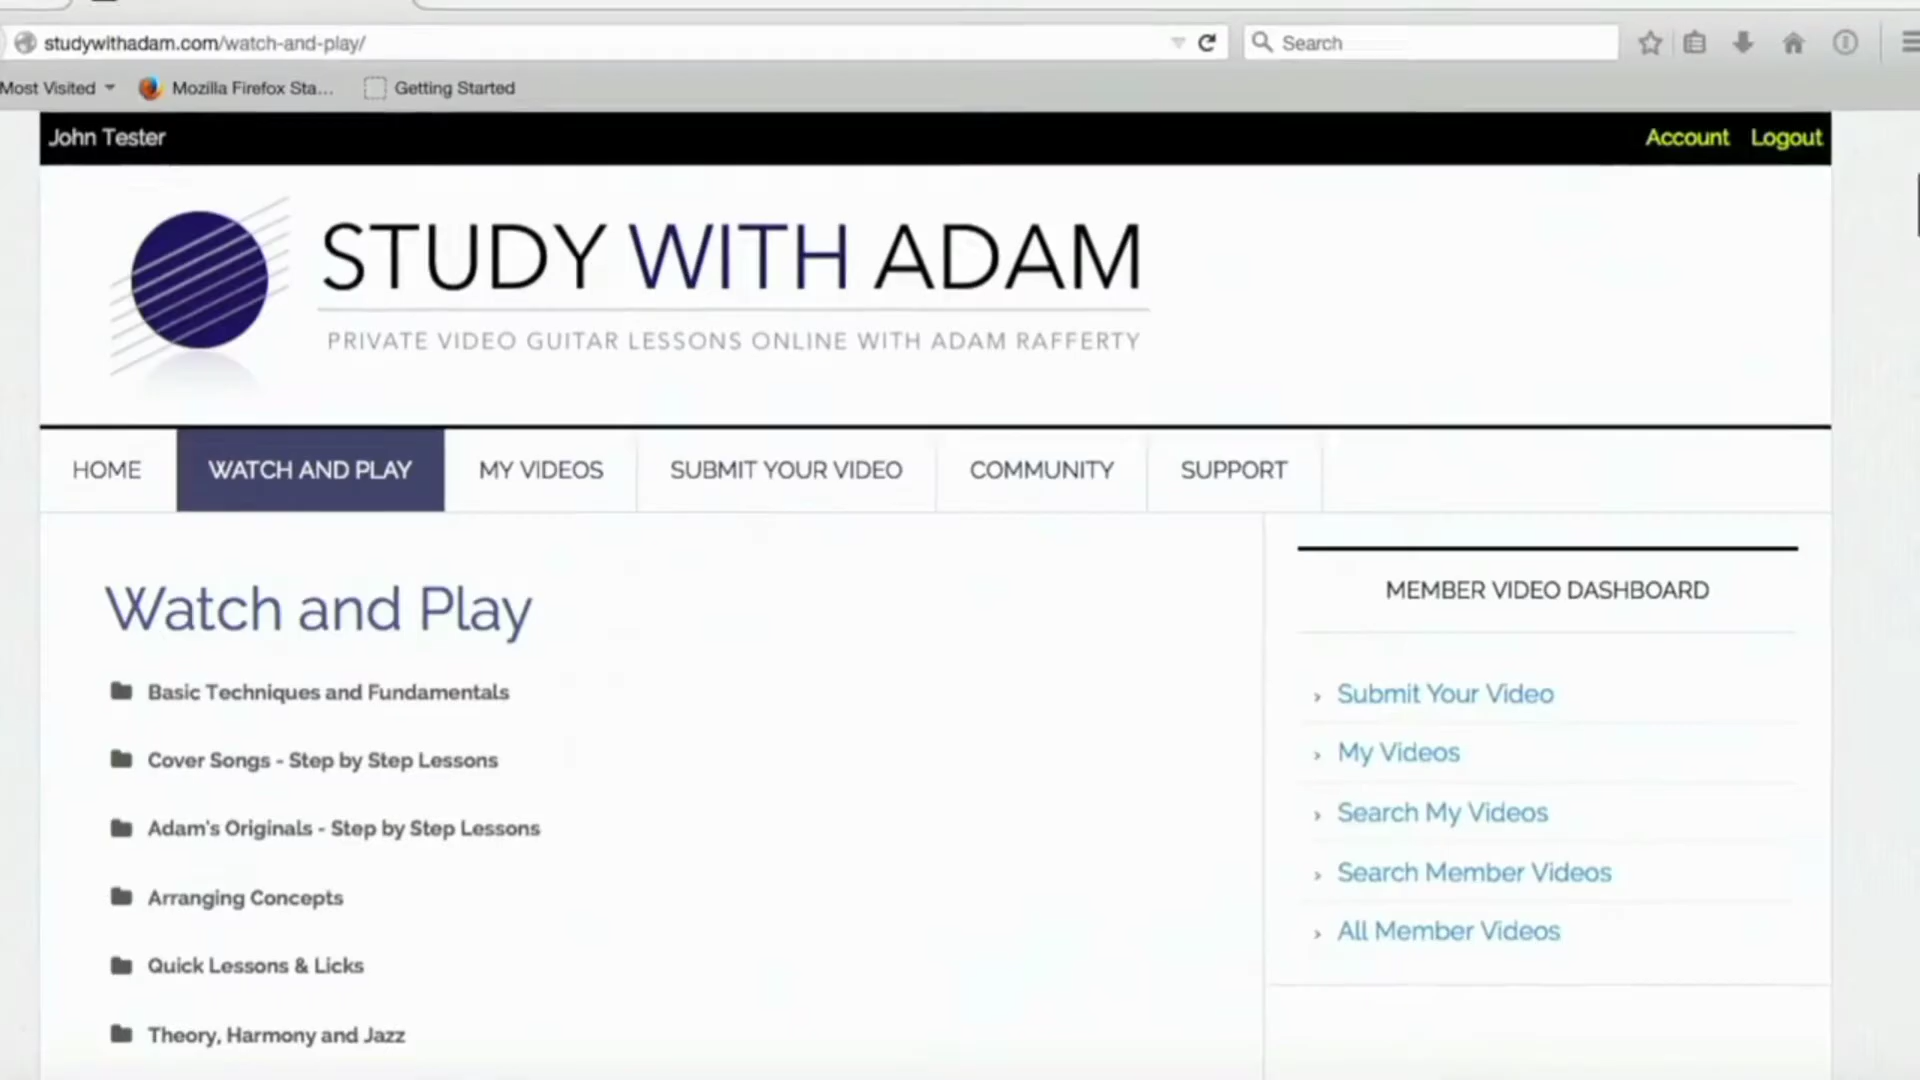 studywithadam.com/watch-and-play/
Search
Most Visited
Mozilla Firefox Sta...
Getting Started
John Tester
Account
Logout
STUDY WITH ADAM
PRIVATE VIDEO GUITAR LESSONS ONLINE WITH ADAM RAFFERTY
HOME
WATCH AND PLAY
MY VIDEOS
SUBMIT YOUR VIDEO
COMMUNITY
SUPPORT
Watch and Play
Basic Techniques and Fundamentals
Cover Songs - Step by Step Lessons
Adam's Originals - Step by Step Lessons
Arranging Concepts
Quick Lessons & Licks
Theory, Harmony and Jazz
MEMBER VIDEO DASHBOARD
› Submit Your Video
› My Videos
› Search My Videos
› Search Member Videos
› All Member Videos